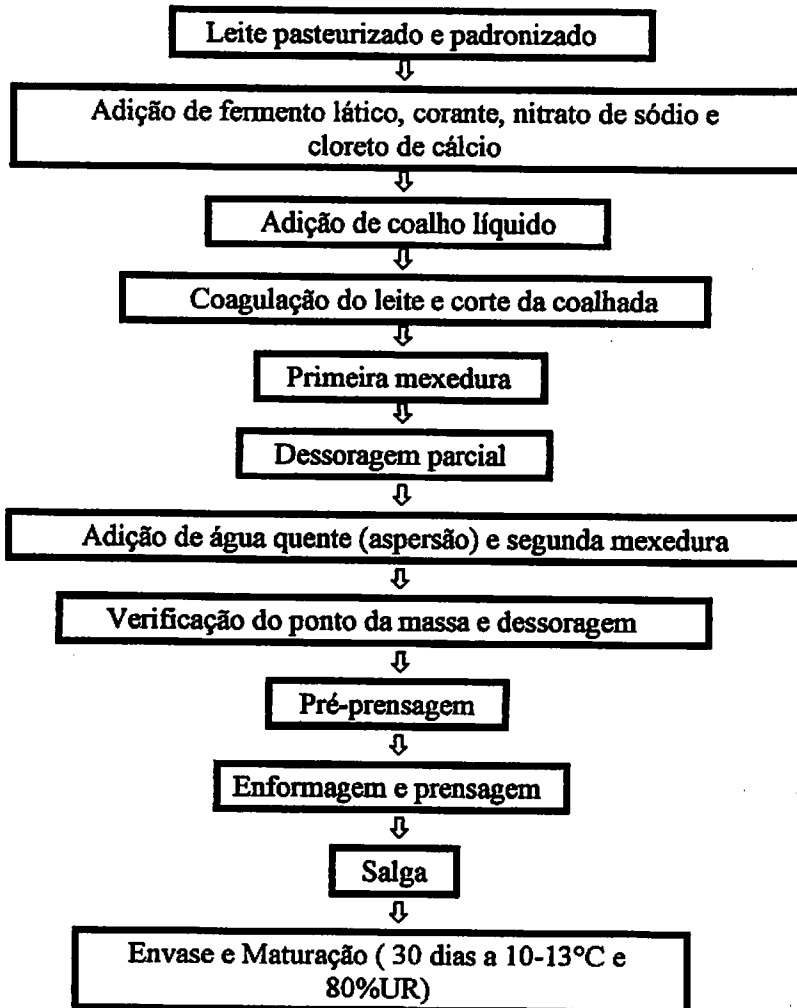 Leite pasteurizado e padronizado
Adição de fermento lático, corante, nitrato de sódio e
cloreto de cálcio
Adição de coalho líquido
Coagulação do leite e corte da coalhada
Primeira mexedura
Dessoragem parcial
Adição de água quente (aspersão) e segunda mexedura
Verificação do ponto da massa e dessoragem
Pré-prensagem
Enformagem e prensagem
Salga
Envase e Maturação ( 30 dias a 10-13°C e
80%UR)